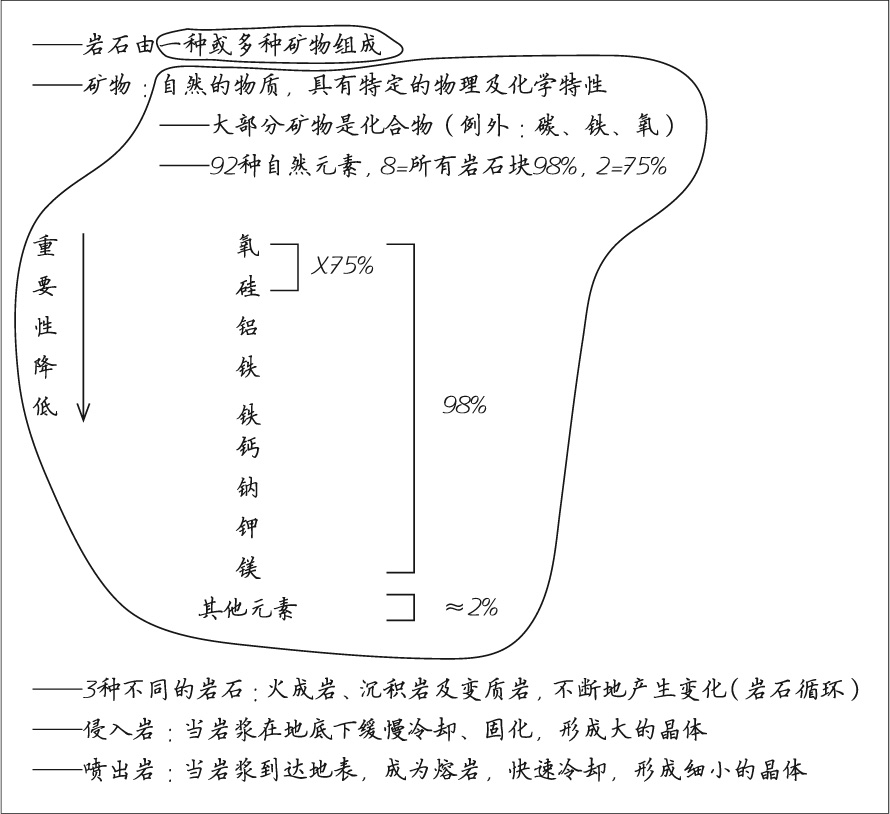 ——岩石由一种或多种矿物组成
——矿物：自然的物质，具有特定的物理及化学特性
——大部分矿物是化合物（例外：碳、铁、氧）
——92种自然元素，8=所有岩石块98%，2=75%
重要性降低
氧
硅
X75%
铝
铁
铁
98%
钙
钠
钾
镁
其他元素 ≈2%
——3种不同的岩石：火成岩、沉积岩及变质岩，不断地产生变化（岩石循环）
——侵入岩：当岩浆在地底下缓慢冷却、固化，形成大的晶体
——喷出岩：当岩浆到达地表，成为熔岩，快速冷却，形成细小的晶体